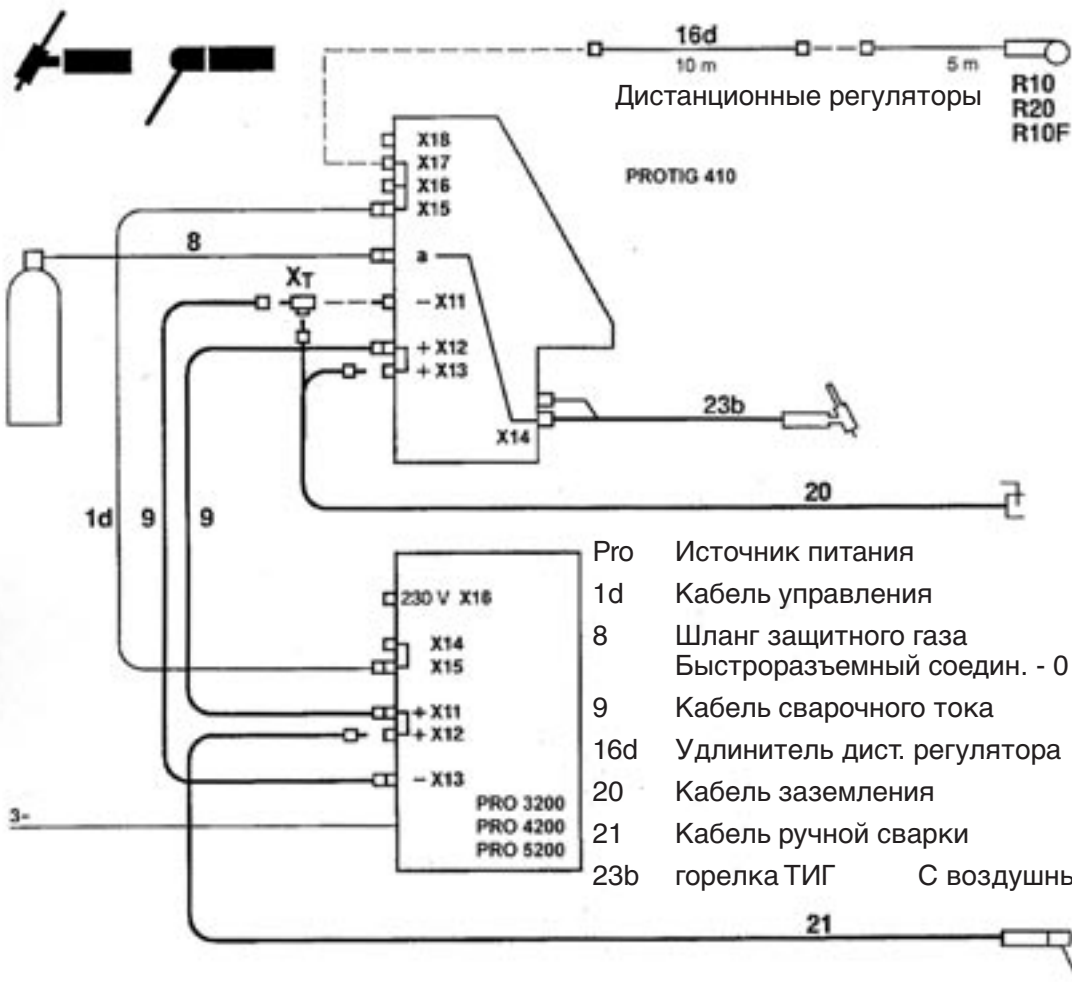 16d
10 m
5 m
Дистанционные регуляторы
R10
R20
R10F
PROTIG 410
X18
X17
X16
X15
8
a
XT
– X11
+ X12
+ X13
23b
X14
20
1d
9
9
Pro Источник питания
1d Кабель управления
8 Шланг защитного газа
Быстроразъемный соедин. - 0
9 Кабель сварочного тока
16d Удлинитель дист. регулятора
20 Кабель заземления
21 Кабель ручной сварки
23b горелка ТИГ С воздушн
230 V X16
X14
X15
+ X11
+ X12
– X13
PRO 3200
PRO 4200
PRO 5200
3~
21